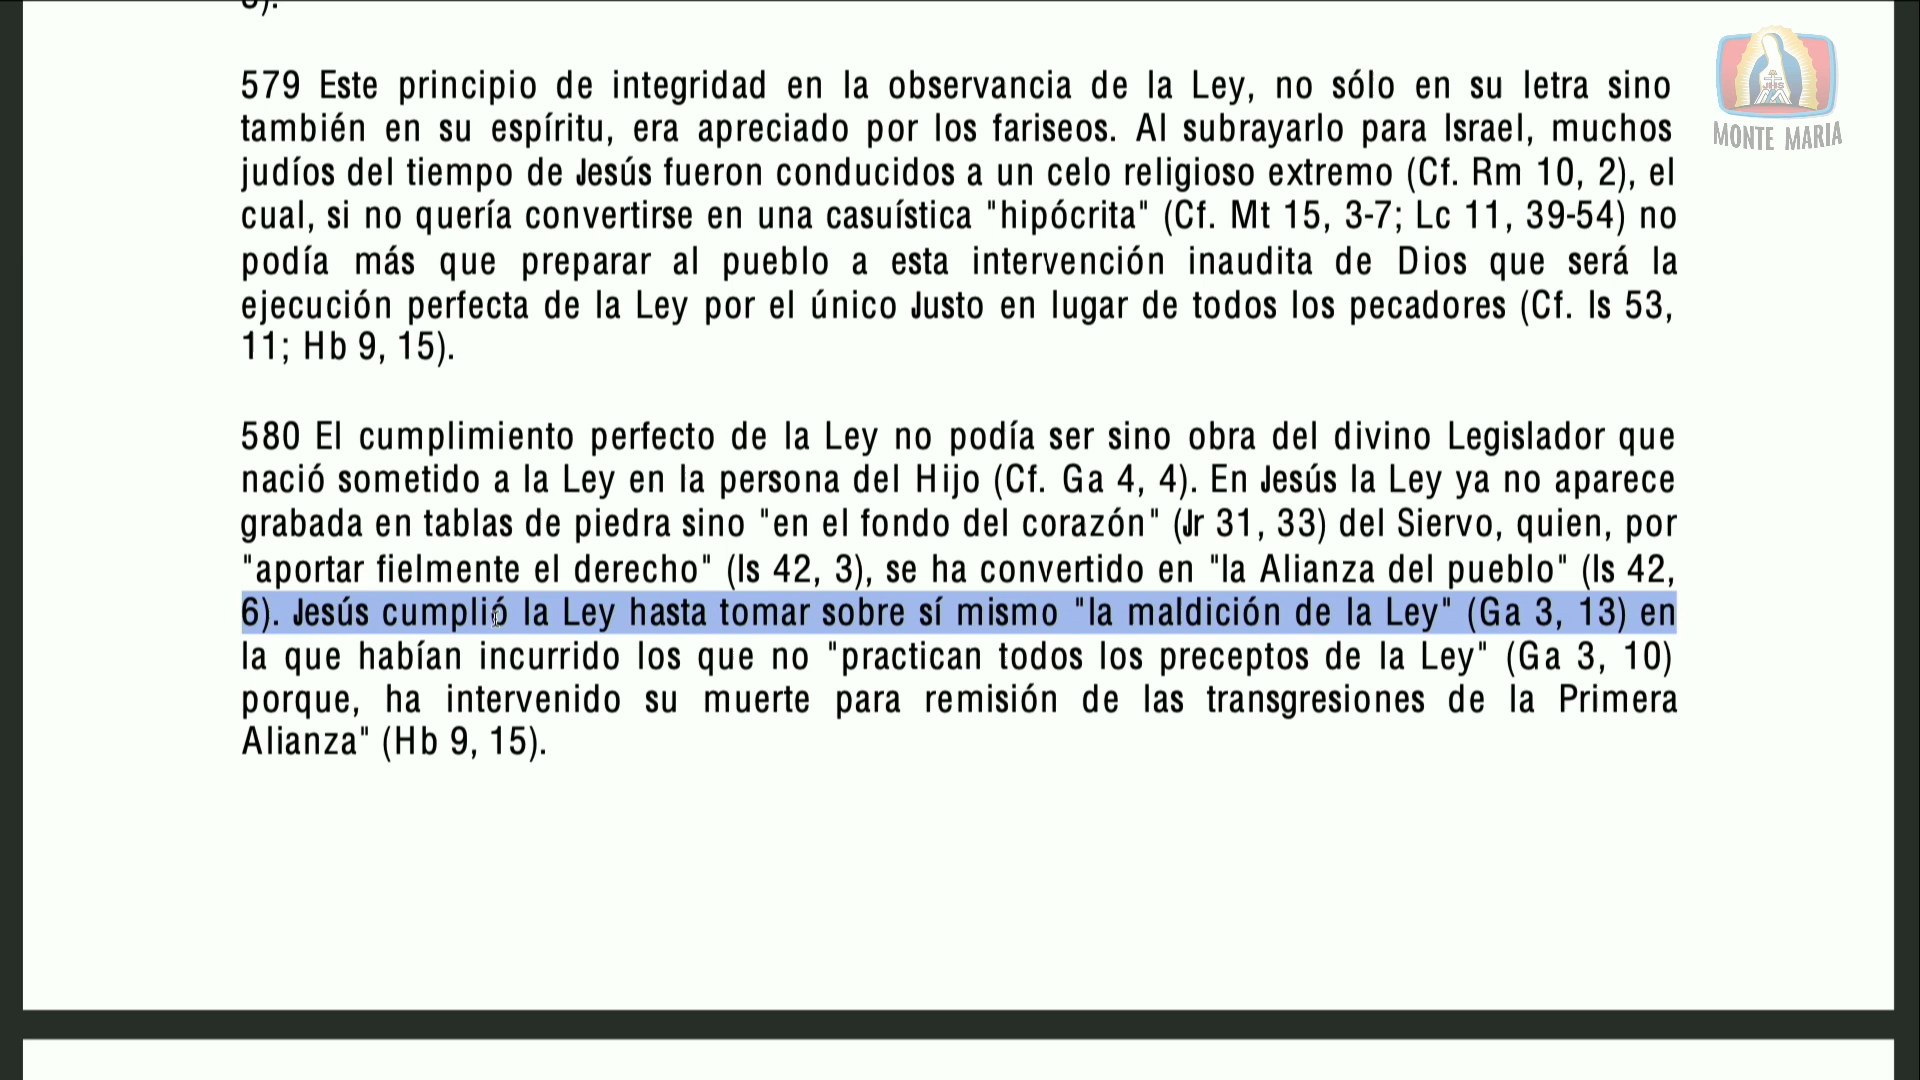 579 Este principio de integridad en la observancia de la Ley, no sólo en su letra sino
también en su espíritu, era apreciado por los fariseos. Al subrayarlo para Israel, muchos
judíos del tiempo de Jesús fueron conducidos a un celo religioso extremo (Cf. Rm 10, 2), el
cual, si no quería convertirse en una casuística "hipócrita" (Cf. Mt 15, 3-7; Lc 11, 39-54) no
podía más que preparar al pueblo a esta intervención inaudita de Dios que será la
ejecución perfecta de la Ley por el único Justo en lugar de todos los pecadores (Cf. Is 53,
11; Hb 9, 15).
580 El cumplimiento perfecto de la Ley no podía ser sino obra del divino Legislador que
nació sometido a la Ley en la persona del Hijo (Cf. Ga 4, 4). En Jesús la Ley ya no aparece
grabada en tablas de piedra sino "en el fondo del corazón" (Jr 31, 33) del Siervo, quien, por
"aportar fielmente el derecho" (Is 42, 3), se ha convertido en "la Alianza del pueblo" (Is 42,
6). Jesús cumplió la Ley hasta tomar sobre sí mismo "la maldición de la Ley" (Ga 3, 13) en
la que habían incurrido los que no "practican todos los preceptos de la Ley" (Ga 3, 10)
porque, ha intervenido su muerte para remisión de las transgresiones de la Primera
Alianza" (Hb 9, 15).
JHS
MONTE MARIA